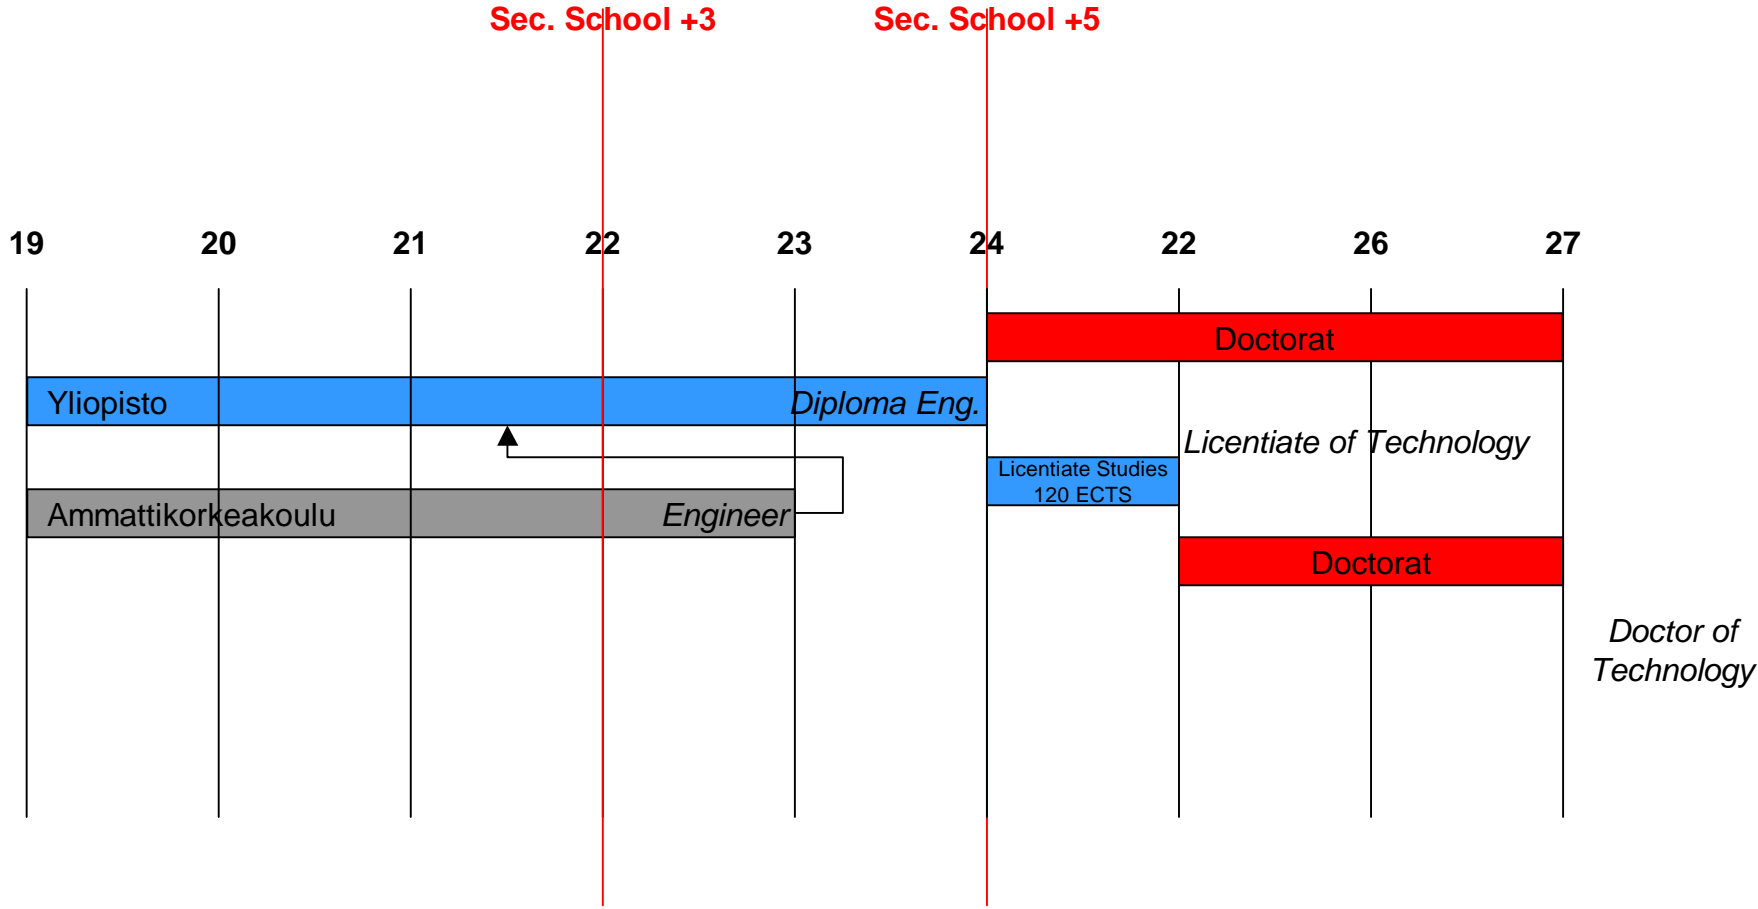 Sec. School +3
Sec. School +5
19 20 21 22 23 24 22 26 27
Doctorat
Yliopisto
Diploma Eng.
Licentiate of Technology
Licentiate Studies
120 ECTS
Ammattikorkeakoulu
Engineer
Doctorat
Doctor of
Technology